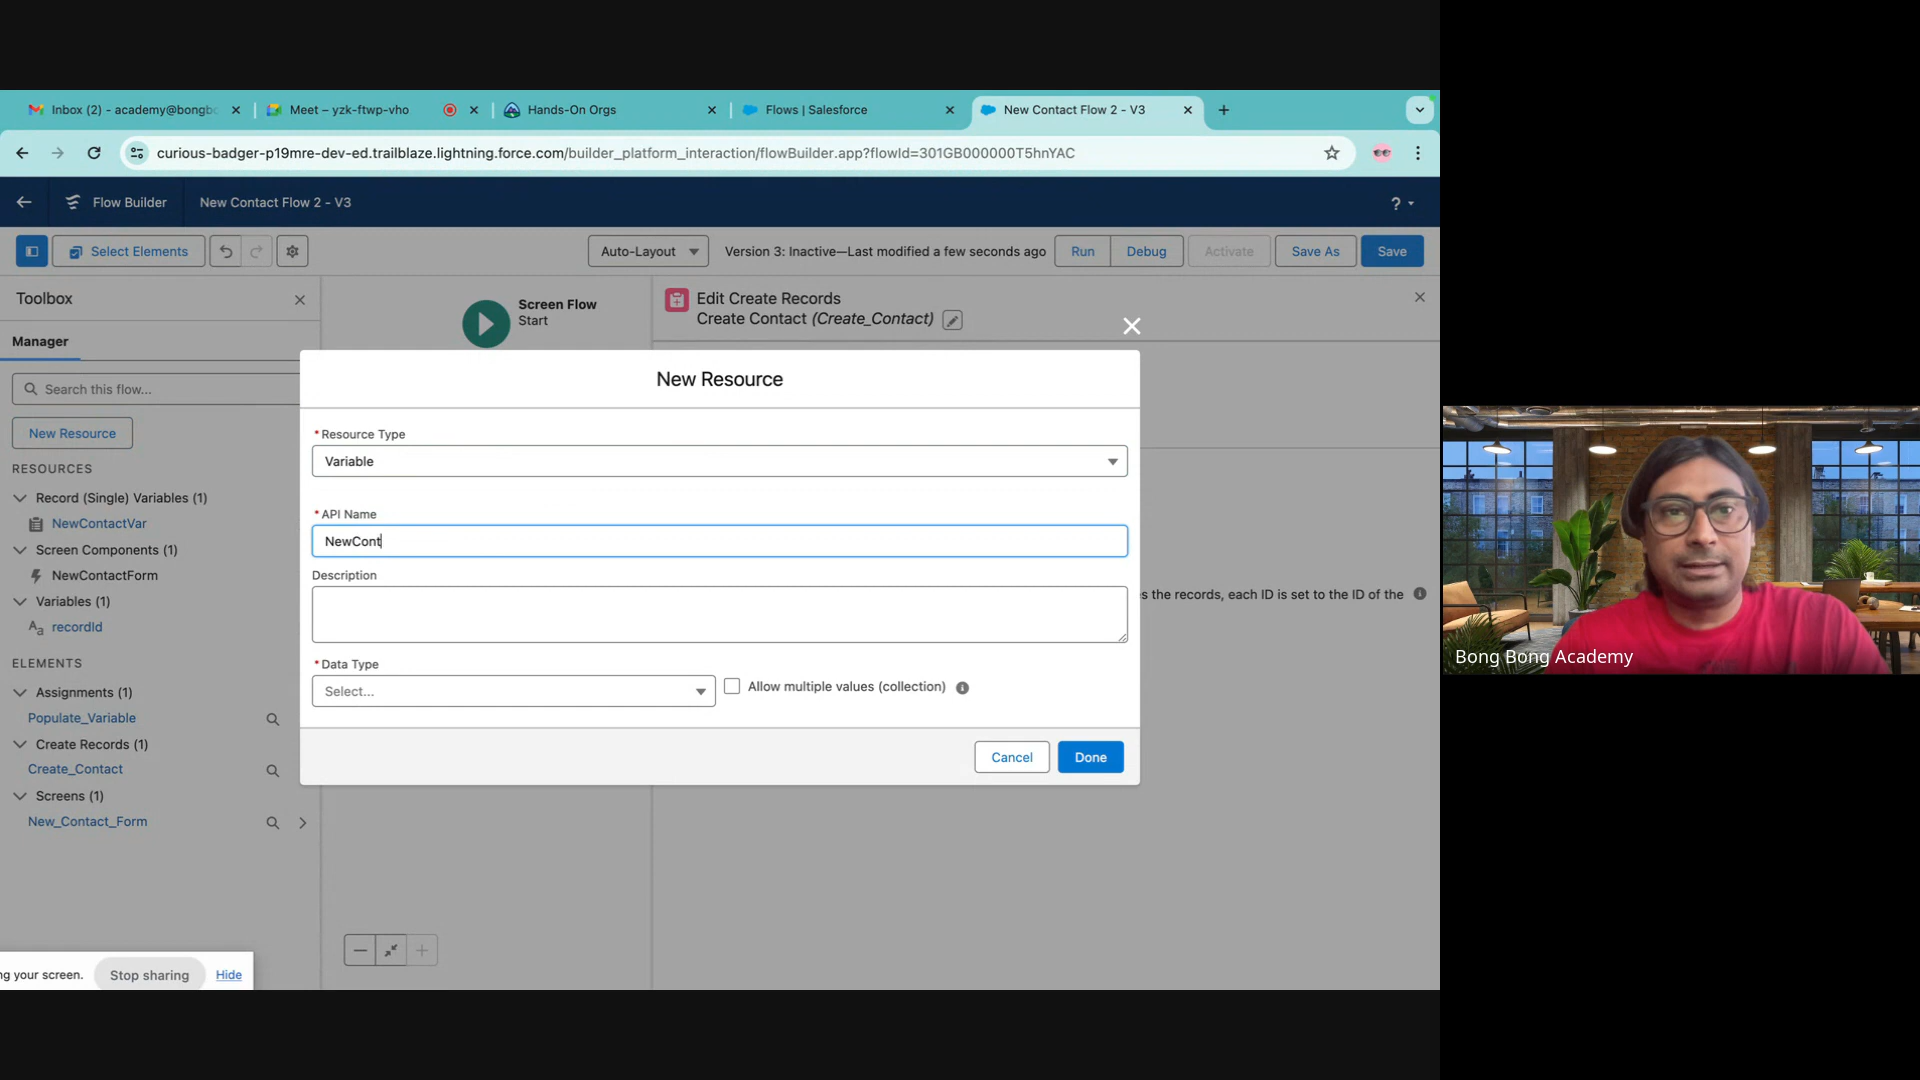 Inbox (2) - academy@bongbo
Meet – yzk-ftwp-vho
Hands-On Orgs
Flows | Salesforce
New Contact Flow 2 - V3
curious-badger-p19mre-dev-ed.trailblaze.lightning.force.com/builder_platform_interaction/flowBuilder.app?flowId=301GB000000T5hnYAC
Flow Builder
New Contact Flow 2 - V3
?
Select Elements
Auto-Layout
Version 3: Inactive—Last modified a few seconds ago
Run
Debug
Activate
Save As
Save
Toolbox
Manager
Search this flow...
New Resource
RESOURCES
Record (Single) Variables (1)
NewContactVar
Screen Components (1)
NewContactForm
Variables (1)
Aa recordId
ELEMENTS
Assignments (1)
Populate_Variable
Create Records (1)
Create_Contact
Screens (1)
New_Contact_Form
Screen Flow
Start
Edit Create Records
Create Contact (Create_Contact)
s the records, each ID is set to the ID of the
New Resource
* Resource Type
Variable
* API Name
NewCont
Description
* Data Type
Select...
Allow multiple values (collection)
Cancel
Done
ng your screen.
Stop sharing
Hide
Bong Bong Academy